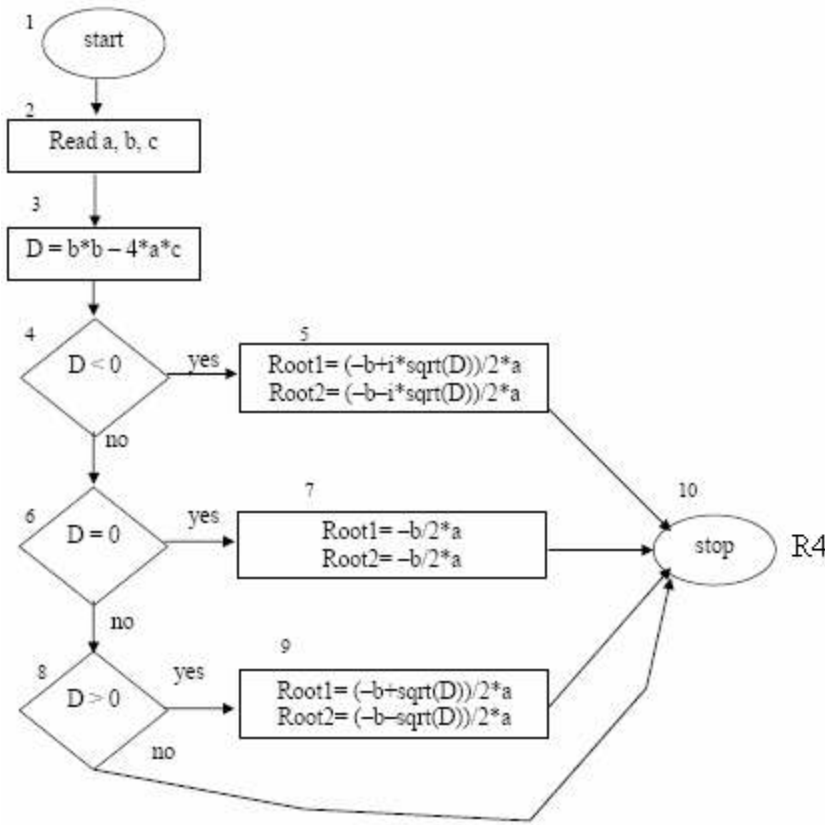 1
start
2
Read a, b, c
3
D = b*b – 4*a*c
4
D < 0
yes
5
Root1= (–b+i*sqrt(D))/2*a
Root2= (–b–i*sqrt(D))/2*a
no
6
D = 0
yes
7
Root1= –b/2*a
Root2= –b/2*a
10
stop
R4
no
8
D > 0
yes
9
Root1= (–b+sqrt(D))/2*a
Root2= (–b–sqrt(D))/2*a
no